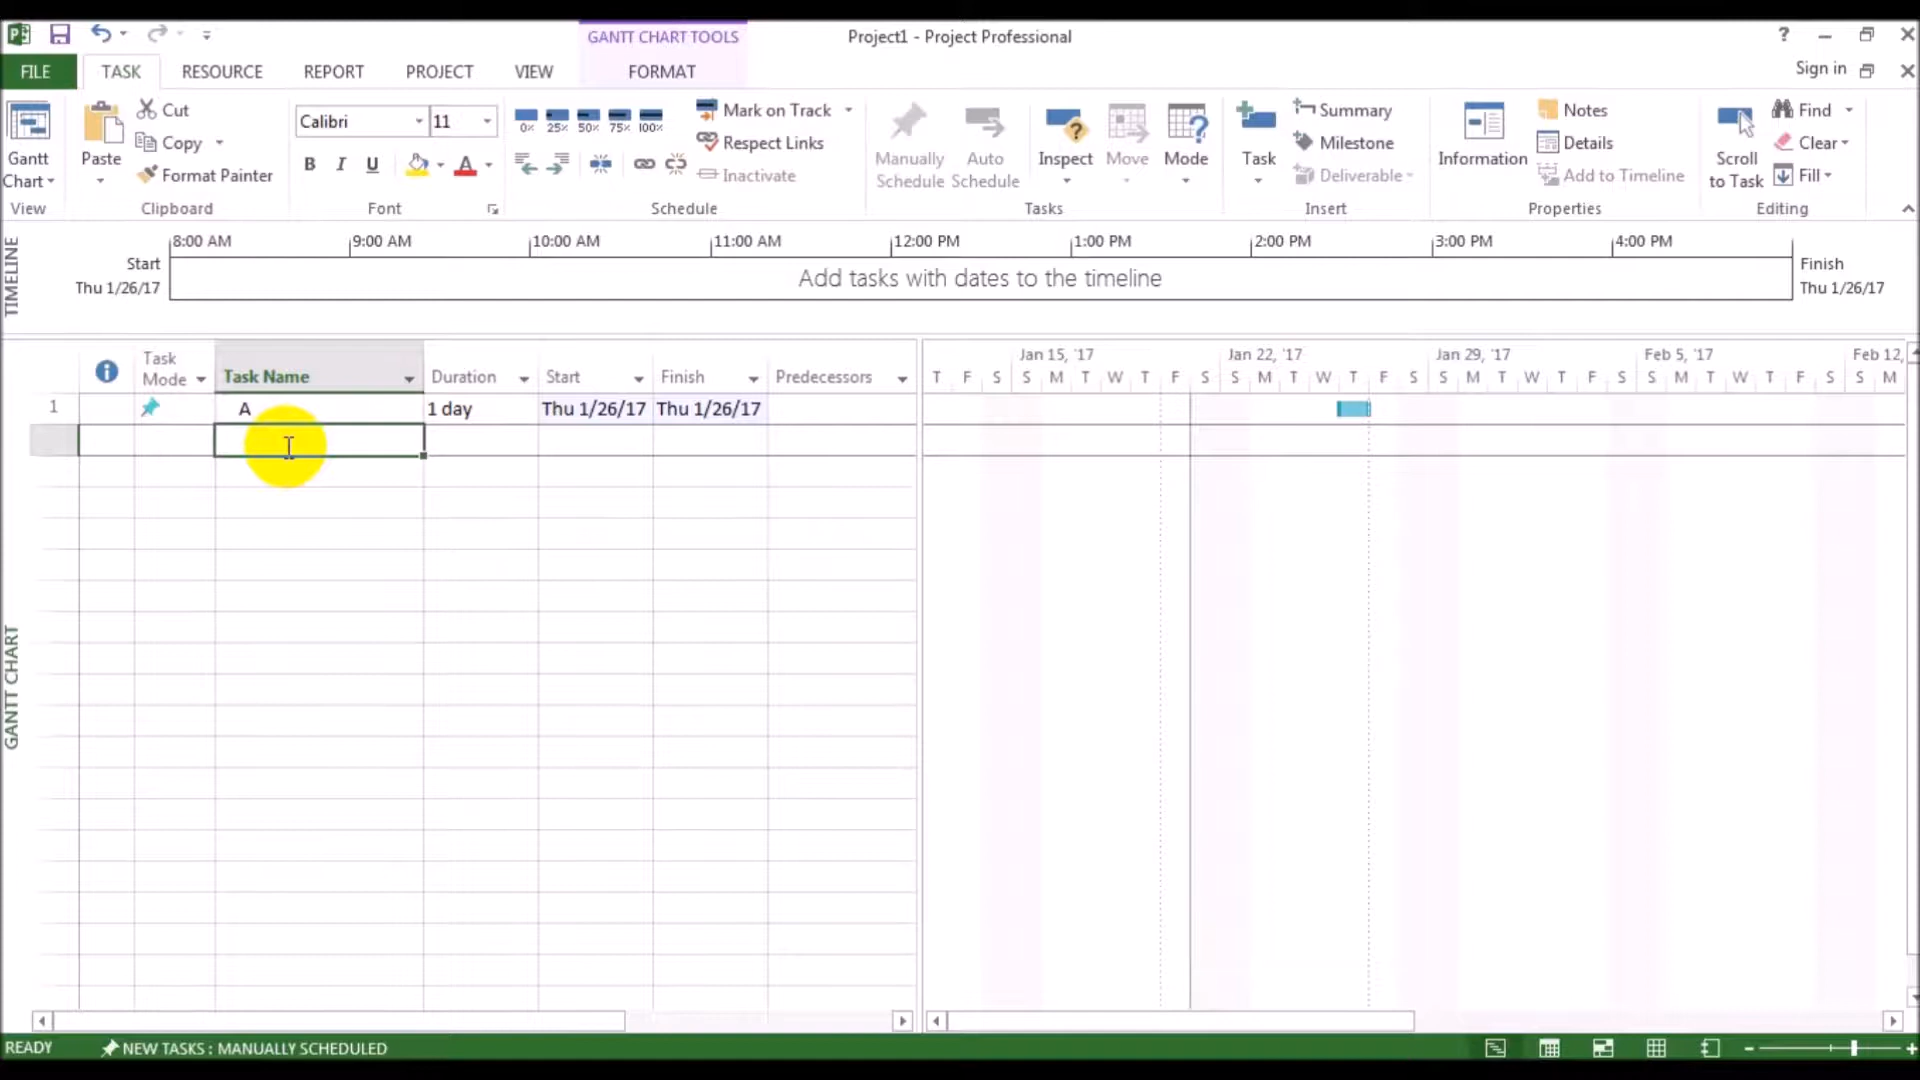 GANTT CHART TOOLS
Project1 - Project Professional
?
FILE
TASK
RESOURCE
REPORT
PROJECT
VIEW
FORMAT
Sign in
Gantt Chart
View
Paste
Cut
Copy
Format Painter
Clipboard
Calibri
11
B I U A
Font
0% 25% 50% 75% 100%
Mark on Track
Respect Links
Inactivate
Schedule
Manually Schedule
Auto Schedule
Inspect
Move
Mode
Tasks
Task
Summary
Milestone
Deliverable
Insert
Information
Notes
Details
Add to Timeline
Properties
Scroll to Task
Find
Clear
Fill
Editing
TIMELINE
8:00 AM 9:00 AM 10:00 AM 11:00 AM 12:00 PM 1:00 PM 2:00 PM 3:00 PM 4:00 PM
Start
Thu 1/26/17
Add tasks with dates to the timeline
Finish
Thu 1/26/17
GANTT CHART
Task Mode
Task Name
Duration
Start
Finish
Predecessors
Jan 15, '17 Jan 22, '17 Jan 29, '17 Feb 5, '17 Feb 12,
T F S S M T W T F S S M T W T F S S M T W T F S S M T W T F S S M
1 A 1 day Thu 1/26/17 Thu 1/26/17
READY
NEW TASKS : MANUALLY SCHEDULED